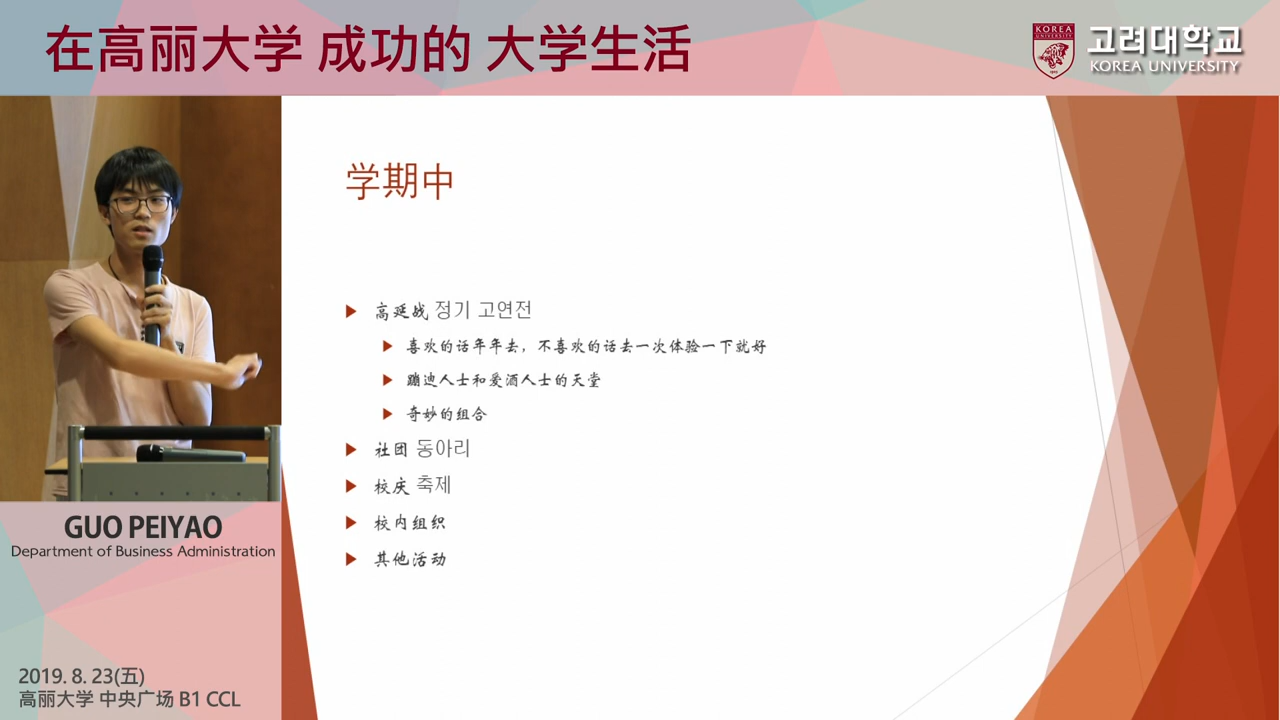 在高丽大学 成功的 大学生活
KOREA
UNIVERSITY
고려대학교
KOREA UNIVERSITY
学期中
高延战 정기 고연전
喜欢的话年年去，不喜欢的话去一次体验一下就好
蹦迪人士和爱酒人士的天堂
奇妙的组合
社团 동아리
校庆 축제
校内组织
其他活动
GUO PEIYAO
Department of Business Administration
2019. 8. 23(五)
高丽大学 中央广场 B1 CCL